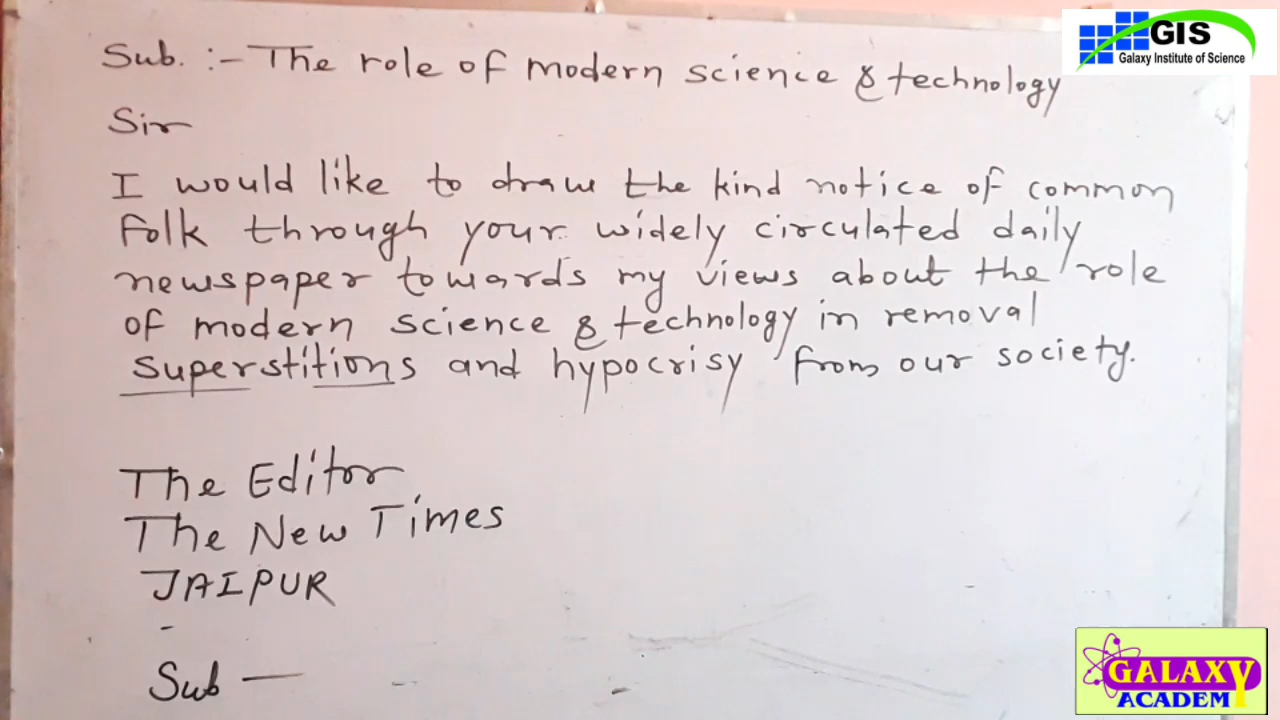 GIS
Galaxy Institute of Science
Sub. :- The role of modern science & technology
Sir
I would like to draw the kind notice of common
folk through your widely circulated daily
newspaper towards my views about the role
of modern science & technology in removal
superstitions and hypocrisy from our society.
The Editor
The New Times
JAIPUR
-
Sub —
GALAXY
ACADEMY